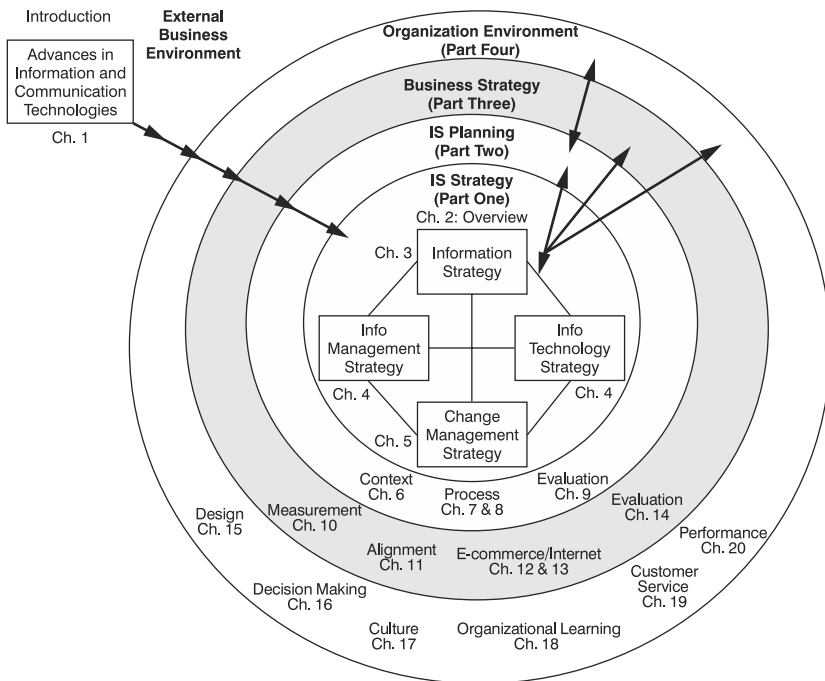 Introduction
External
Business
Environment
Advances in
Information and
Communication
Technologies
Ch. 1
Organization Environment
(Part Four)
Business Strategy
(Part Three)
IS Planning
(Part Two)
IS Strategy
(Part One)
Ch. 2: Overview
Ch. 3
Information
Strategy
Info
Management
Strategy
Ch. 4
Info
Technology
Strategy
Ch. 4
Ch. 5
Change
Management
Strategy
Context
Ch. 6
Process
Ch. 7 & 8
Evaluation
Ch. 9
Measurement
Ch. 10
Alignment
Ch. 11
E-commerce/Internet
Ch. 12 & 13
Evaluation
Ch. 14
Design
Ch. 15
Decision Making
Ch. 16
Culture
Ch. 17
Organizational Learning
Ch. 18
Customer
Service
Ch. 19
Performance
Ch. 20